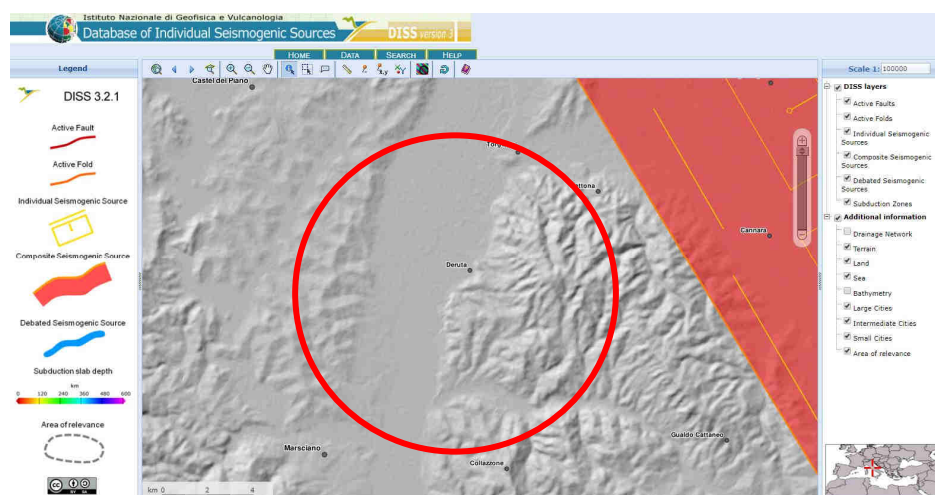 Istituto Nazionale di Geofisica e Vulcanologia
Database of Individual Seismogenic Sources
DISS version 3
HOME DATA SEARCH HELP
Legend
Scale 1: 100000
DISS 3.2.1
Active Fault
Active Fold
Individual Seismogenic Source
Composite Seismogenic Source
Debated Seismogenic Source
Subduction slab depth
km
0 120 240 360 480 600
Area of relevance
cc BY SA
x,y
Castel del Piano
Torg
ettona
Cannara
Deruta
Marsciano
Collazzone
Gualdo Cattaneo
km 0 2 4
DISS layers
Active Faults
Active Folds
Individual Seismogenic
Sources
Composite Seismogenic
Sources
Debated Seismogenic
Sources
Subduction Zones
Additional information
Drainage Network
Terrain
Land
Sea
Bathymetry
Large Cities
Intermediate Cities
Small Cities
Area of relevance